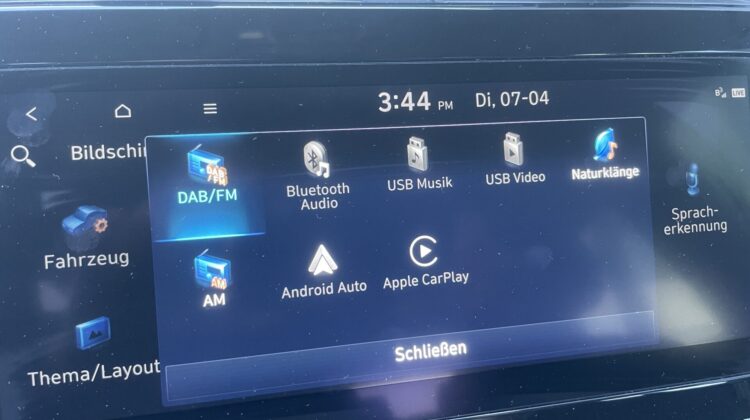 3:44 PM Di, 07-04
LIVE
Bildschi
DAB/FM
Bluetooth
Audio
USB Musik
USB Video
Naturklänge
Fahrzeug
AM
Android Auto
Apple CarPlay
Sprach-
erkennung
Thema/Layout
Schließen